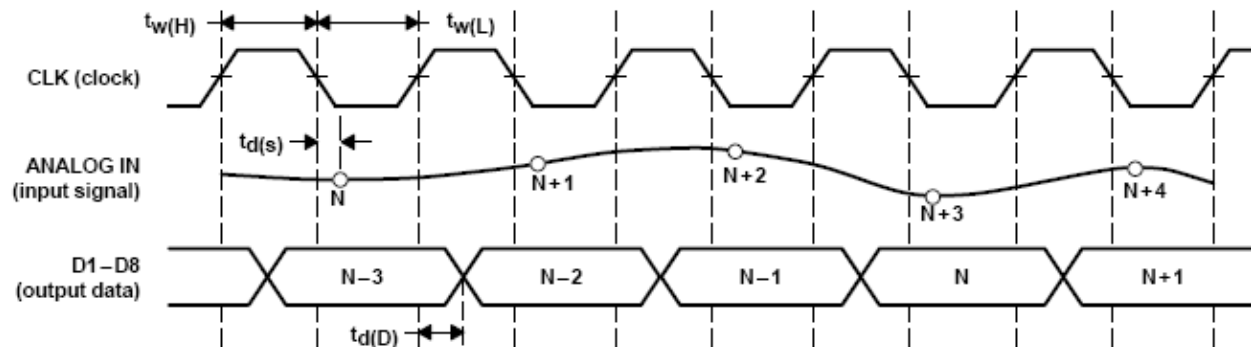 tw(H)
tw(L)
CLK (clock)
td(s)
ANALOG IN
(input signal)
N
N+1
N+2
N+3
N+4
D1–D8
(output data)
N–3
N–2
N–1
N
N+1
td(D)